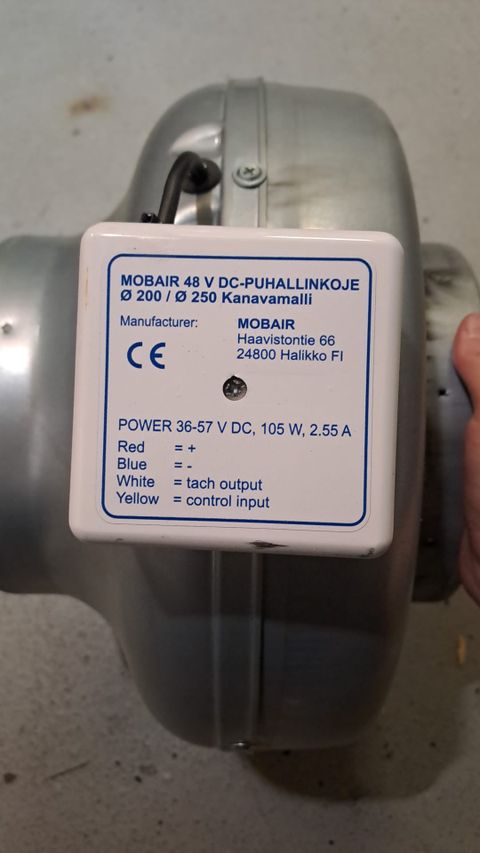 MOBAIR 48 V DC-PUHALLINKOJE
Ø 200 / Ø 250 Kanavamalli
Manufacturer: MOBAIR
Haavistontie 66
24800 Halikko FI
CE
POWER 36-57 V DC, 105 W, 2.55 A
Red = +
Blue = -
White = tach output
Yellow = control input